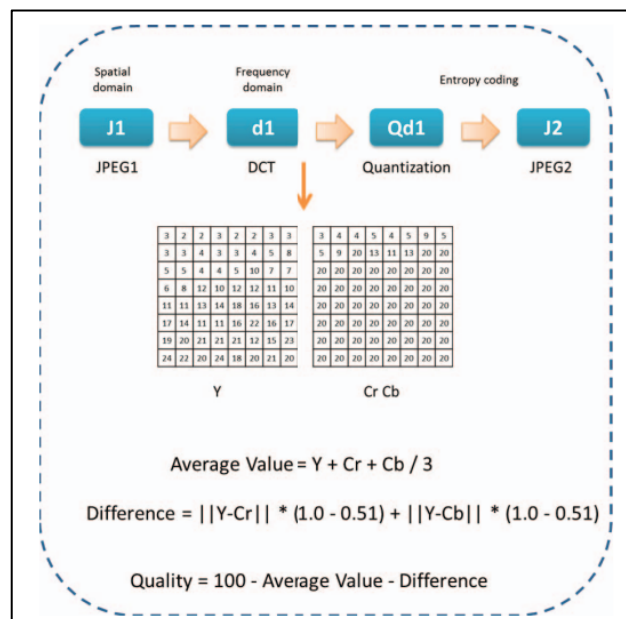 Spatial domain
Frequency domain
Entropy coding
J1
d1
Qd1
J2
JPEG1
DCT
Quantization
JPEG2
3 2 2 3 2 2 3 3
3 3 4 3 3 4 5 8
5 5 4 4 5 10 7 7
6 8 12 10 12 12 11 10
11 11 13 14 18 16 13 14
17 14 11 11 16 22 16 17
19 20 21 21 21 12 15 23
24 22 20 24 18 20 21 20
Y
3 4 4 5 4 5 9 5
5 9 20 13 11 13 20 20
20 20 20 20 20 20 20 20
20 20 20 20 20 20 20 20
20 20 20 20 20 20 20 20
20 20 20 20 20 20 20 20
20 20 20 20 20 20 20 20
20 20 20 20 20 20 20 20
Cr Cb
Average Value = Y + Cr + Cb / 3
Difference = ||Y-Cr|| * (1.0 - 0.51) + ||Y-Cb|| * (1.0 - 0.51)
Quality = 100 - Average Value - Difference